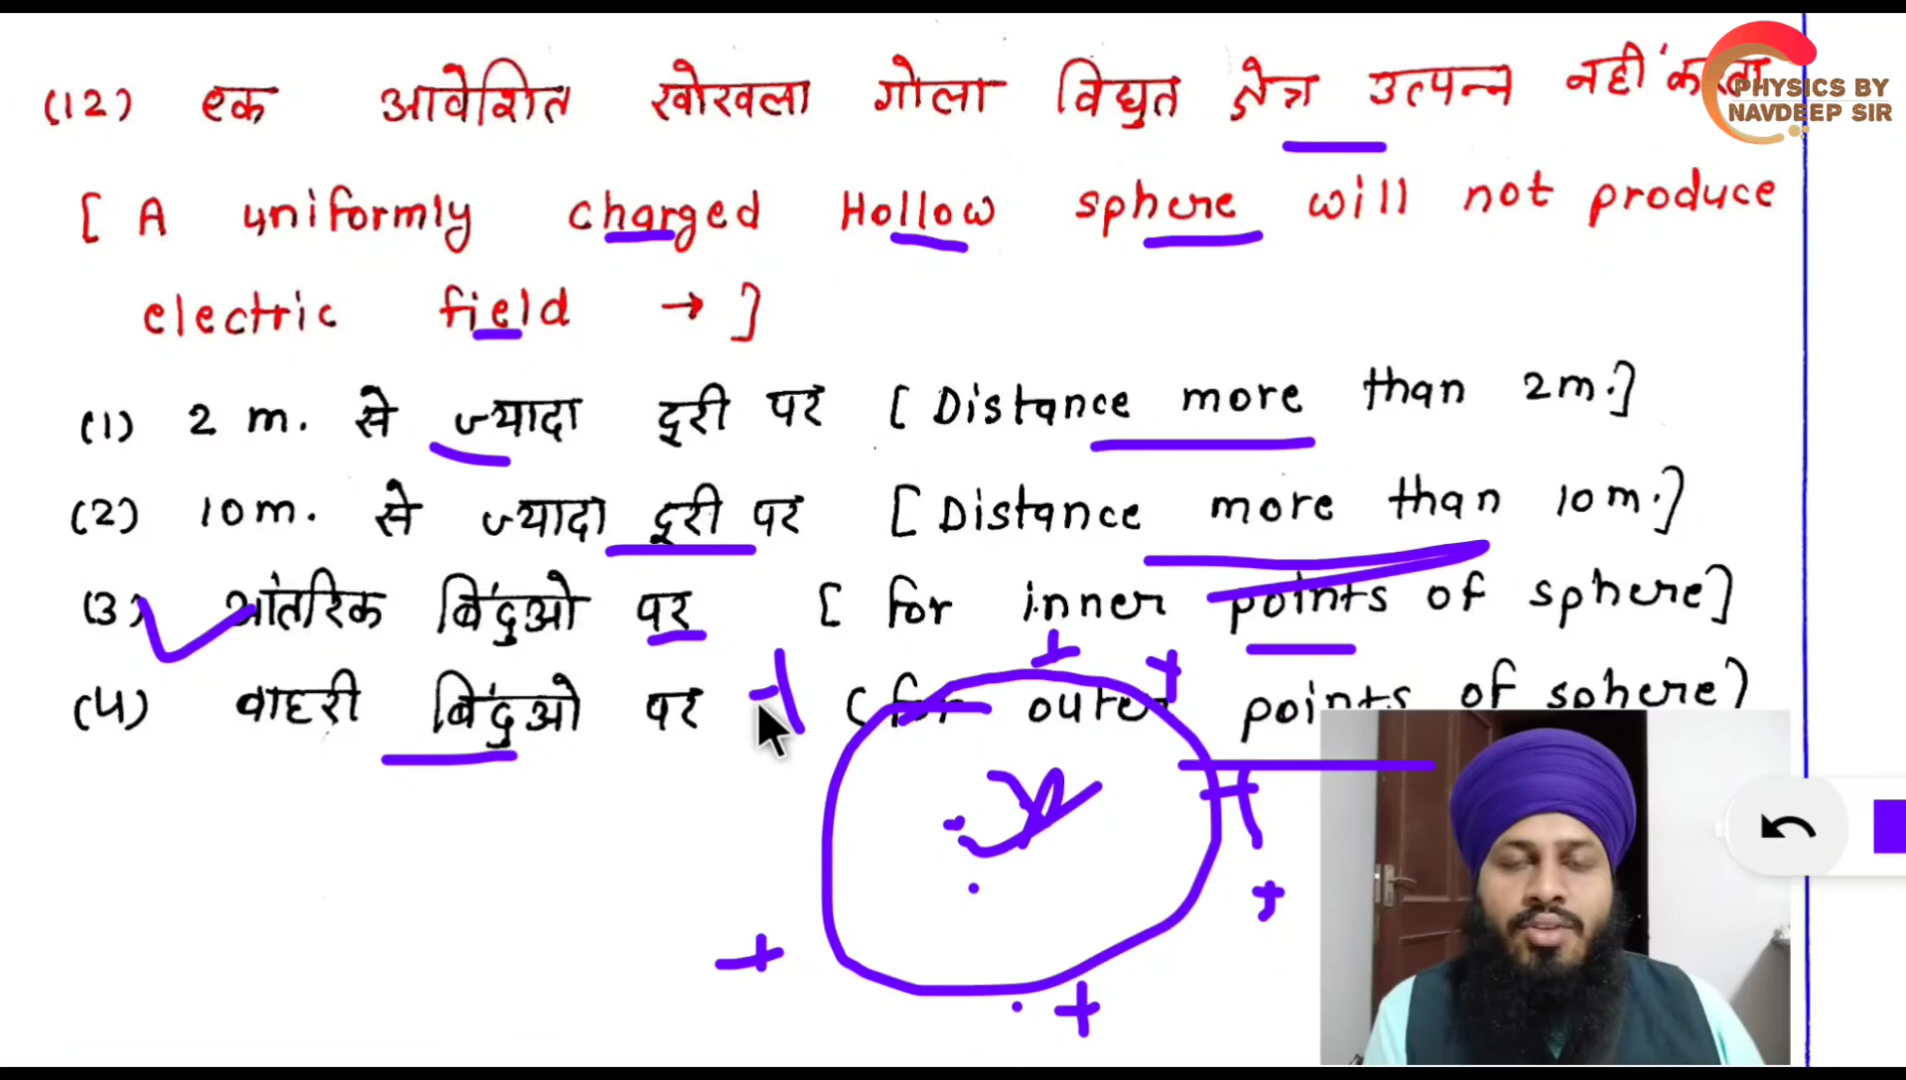 (12) एक आवेशित खोखला गोला विद्युत क्षेत्र उत्पन्न नहीं
PHYSICS BY
NAVDEEP SIR
[ A uniformly charged Hollow sphere will not produce
electric field → ]
(1) 2 m. से ज्यादा दूरी पर [ Distance more than 2m.]
(2) 10m. से ज्यादा दूरी पर [ Distance more than 10m.]
(3) आंतरिक बिंदुओ पर [ for inner points of sphere]
(4) बाहरी बिंदुओ पर (for outer points of sphere)